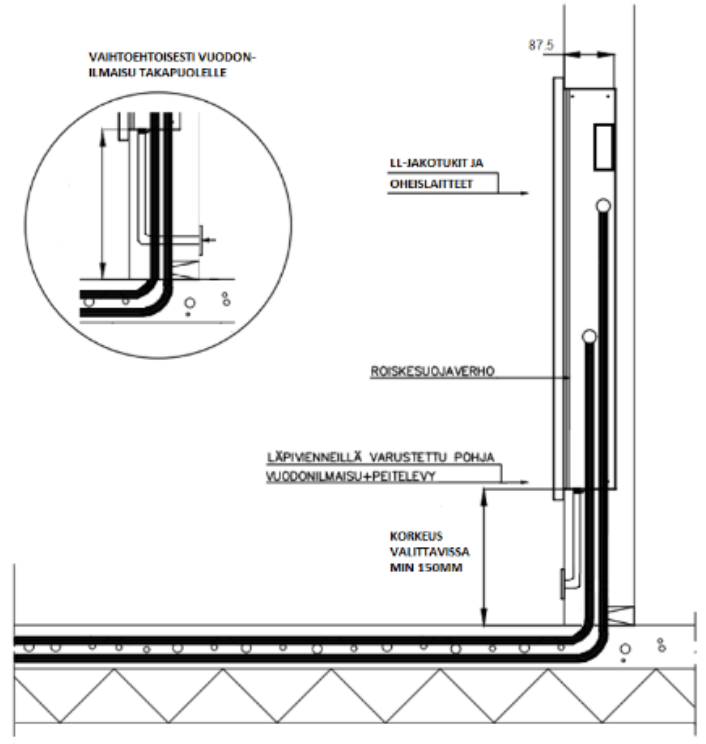 VAIHTOEHTOISESTI VUODON-
ILMAISU TAKAPUOLELLE
87.5
LL-JAKOTUKIT JA
OHEISLAITTEET
ROISKESUOJAVERHO
LÄPIVIENNEILLÄ VARUSTETTU POHJA
VUODONILMAISU+PEITELEVY
KORKEUS
VALITTAVISSA
MIN 150MM